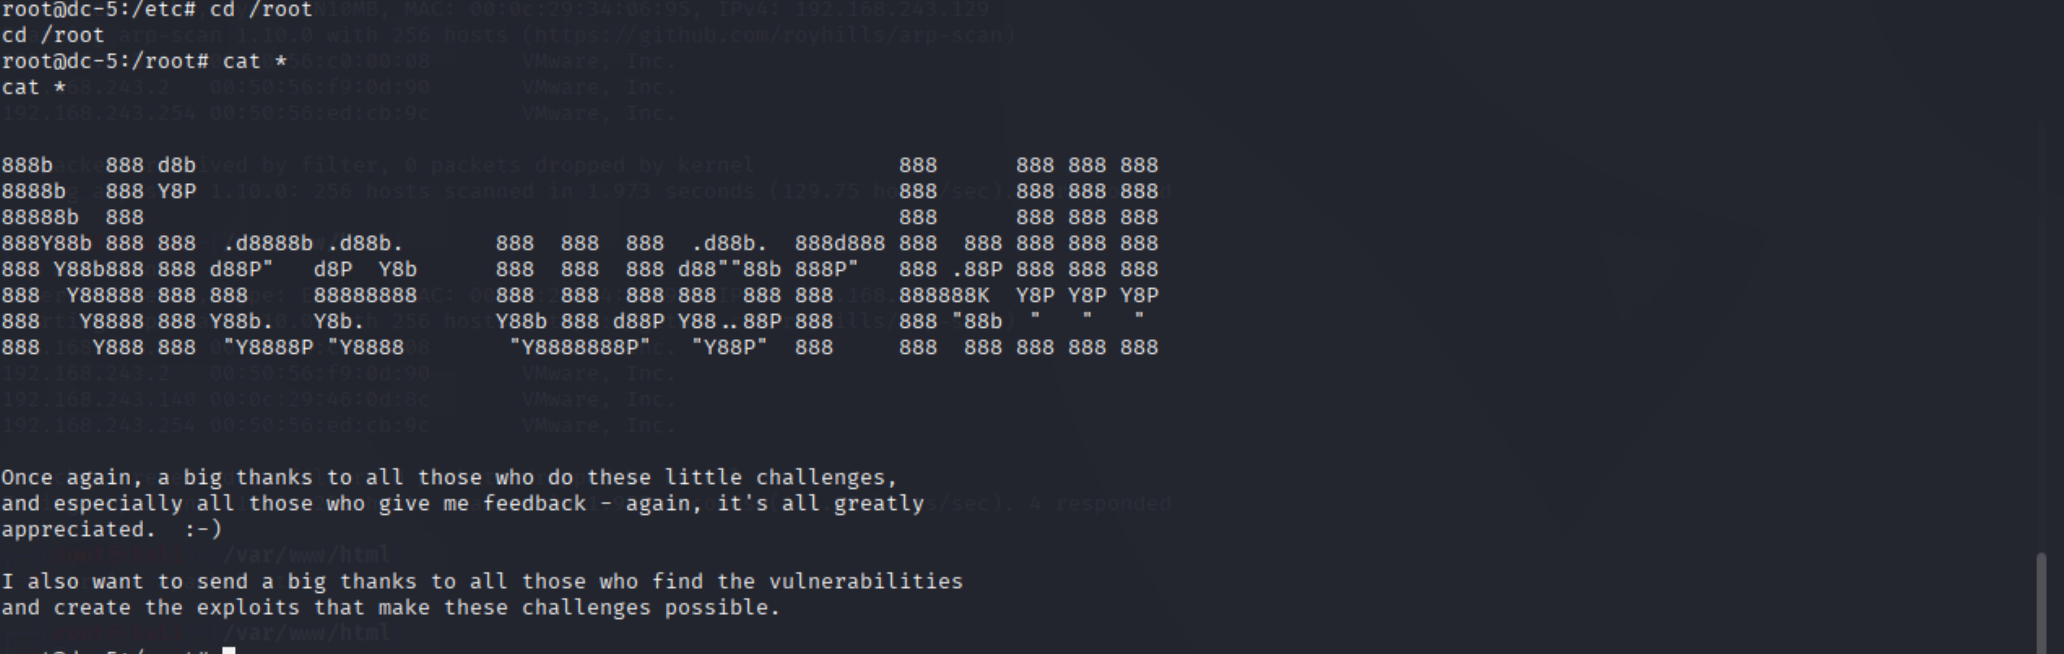 root@dc-5:/etc# cd /root
cd /root
root@dc-5:/root# cat *
cat *
888b    888 d8b                                                      888      888 888 888
8888b   888 Y8P                                                      888      888 888 888
88888b  888                                                          888      888 888 888
888Y88b 888 888  .d8888b .d88b.       888  888  888  .d88b.  888d888 888  888 888 888 888
888 Y88b888 888 d88P"   d8P  Y8b      888  888  888 d88""88b 888P"   888 .88P 888 888 888
888  Y88888 888 888     88888888      888  888  888 888  888 888     888888K  Y8P Y8P Y8P
888   Y8888 888 Y88b.   Y8b.          Y88b 888 d88P Y88..88P 888     888 "88b  "   "   "
888    Y888 888  "Y8888P "Y8888        "Y8888888P"   "Y88P"  888     888  888 888 888 888
Once again, a big thanks to all those who do these little challenges,
and especially all those who give me feedback - again, it's all greatly
appreciated.  :-)
I also want to send a big thanks to all those who find the vulnerabilities
and create the exploits that make these challenges possible.